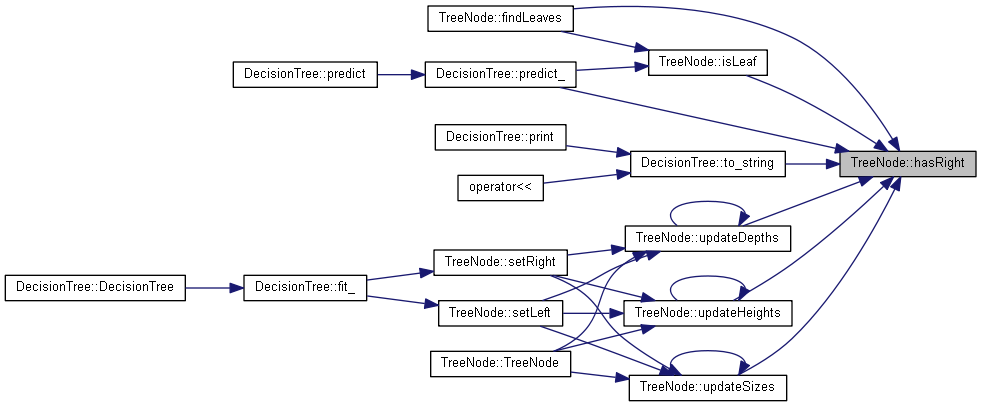 TreeNode::findLeaves
TreeNode::isLeaf
DecisionTree::predict
DecisionTree::predict_
DecisionTree::print
TreeNode::hasRight
DecisionTree::to_string
operator<<
TreeNode::updateDepths
TreeNode::setRight
DecisionTree::DecisionTree
DecisionTree::fit_
TreeNode::setLeft
TreeNode::updateHeights
TreeNode::TreeNode
TreeNode::updateSizes